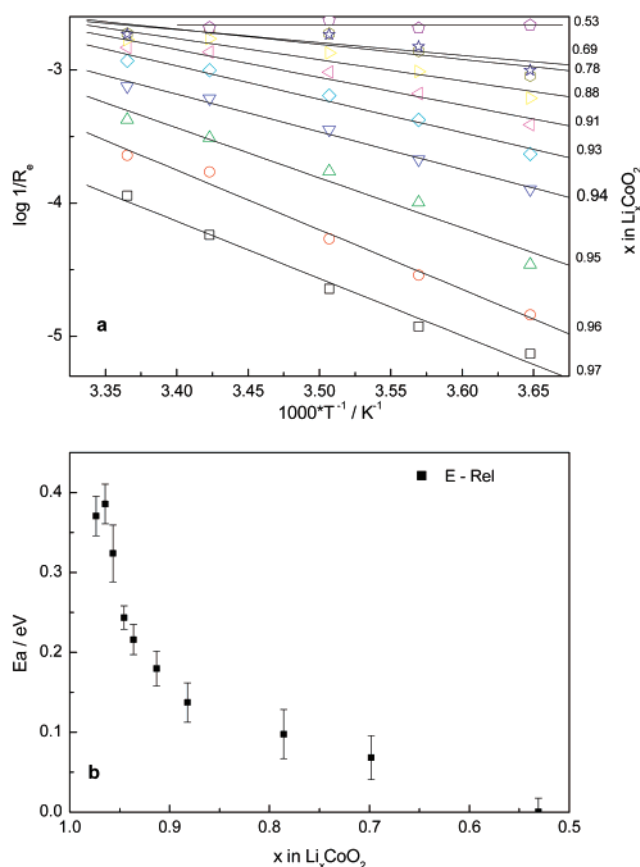 -3
-4
-5
log 1/Rₑ
a
3.35 3.40 3.45 3.50 3.55 3.60 3.65
1000*T⁻¹ / K⁻¹
0.53
0.69
0.78
0.88
0.91
0.93
0.94
0.95
0.96
0.97
x in LiₓCoO₂
E - Rel
0.4
0.3
0.2
0.1
0.0
Ea / eV
b
1.0 0.9 0.8 0.7 0.6 0.5
x in LiₓCoO₂